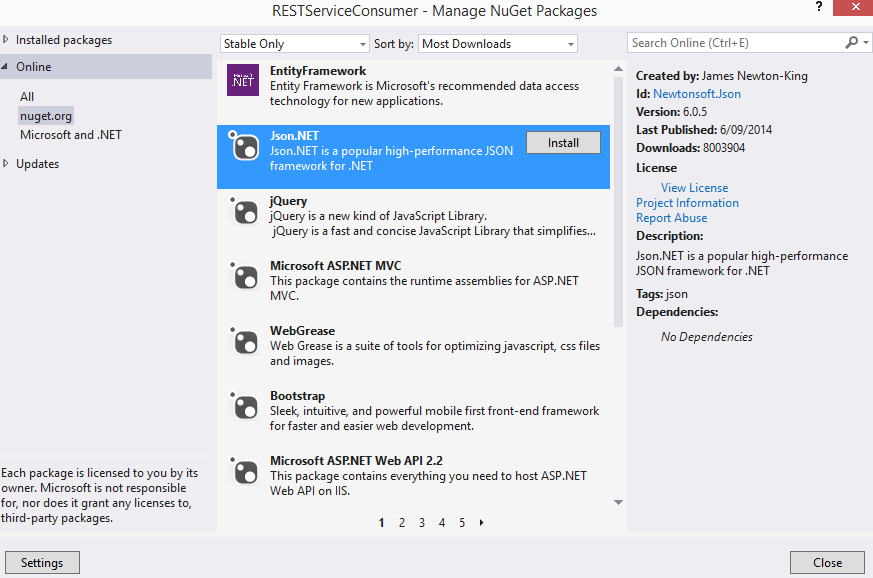 RESTServiceConsumer - Manage NuGet Packages
?
Installed packages
Online
All
nuget.org
Microsoft and .NET
Updates
Each package is licensed to you by its
owner. Microsoft is not responsible
for, nor does it grant any licenses to,
third-party packages.
Stable Only
Sort by:
Most Downloads
.NET
EntityFramework
Entity Framework is Microsoft's recommended data access
technology for new applications.
Json.NET
Json.NET is a popular high-performance JSON
framework for .NET
Install
jQuery
jQuery is a new kind of JavaScript Library.
jQuery is a fast and concise JavaScript Library that simplifies...
Microsoft ASP.NET MVC
This package contains the runtime assemblies for ASP.NET
MVC.
WebGrease
Web Grease is a suite of tools for optimizing javascript, css files
and images.
Bootstrap
Sleek, intuitive, and powerful mobile first front-end framework
for faster and easier web development.
Microsoft ASP.NET Web API 2.2
This package contains everything you need to host ASP.NET
Web API on IIS.
1 2 3 4 5
Search Online (Ctrl+E)
Created by: James Newton-King
Id: Newtonsoft.Json
Version: 6.0.5
Last Published: 6/09/2014
Downloads: 8003904
License
View License
Project Information
Report Abuse
Description:
Json.NET is a popular high-performance
JSON framework for .NET
Tags: json
Dependencies:
No Dependencies
Settings
Close